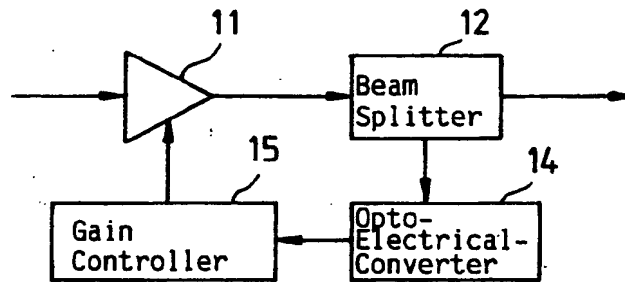 11
12
Beam
Splitter
15
14
Gain
Controller
Opto-
Electrical-
Converter